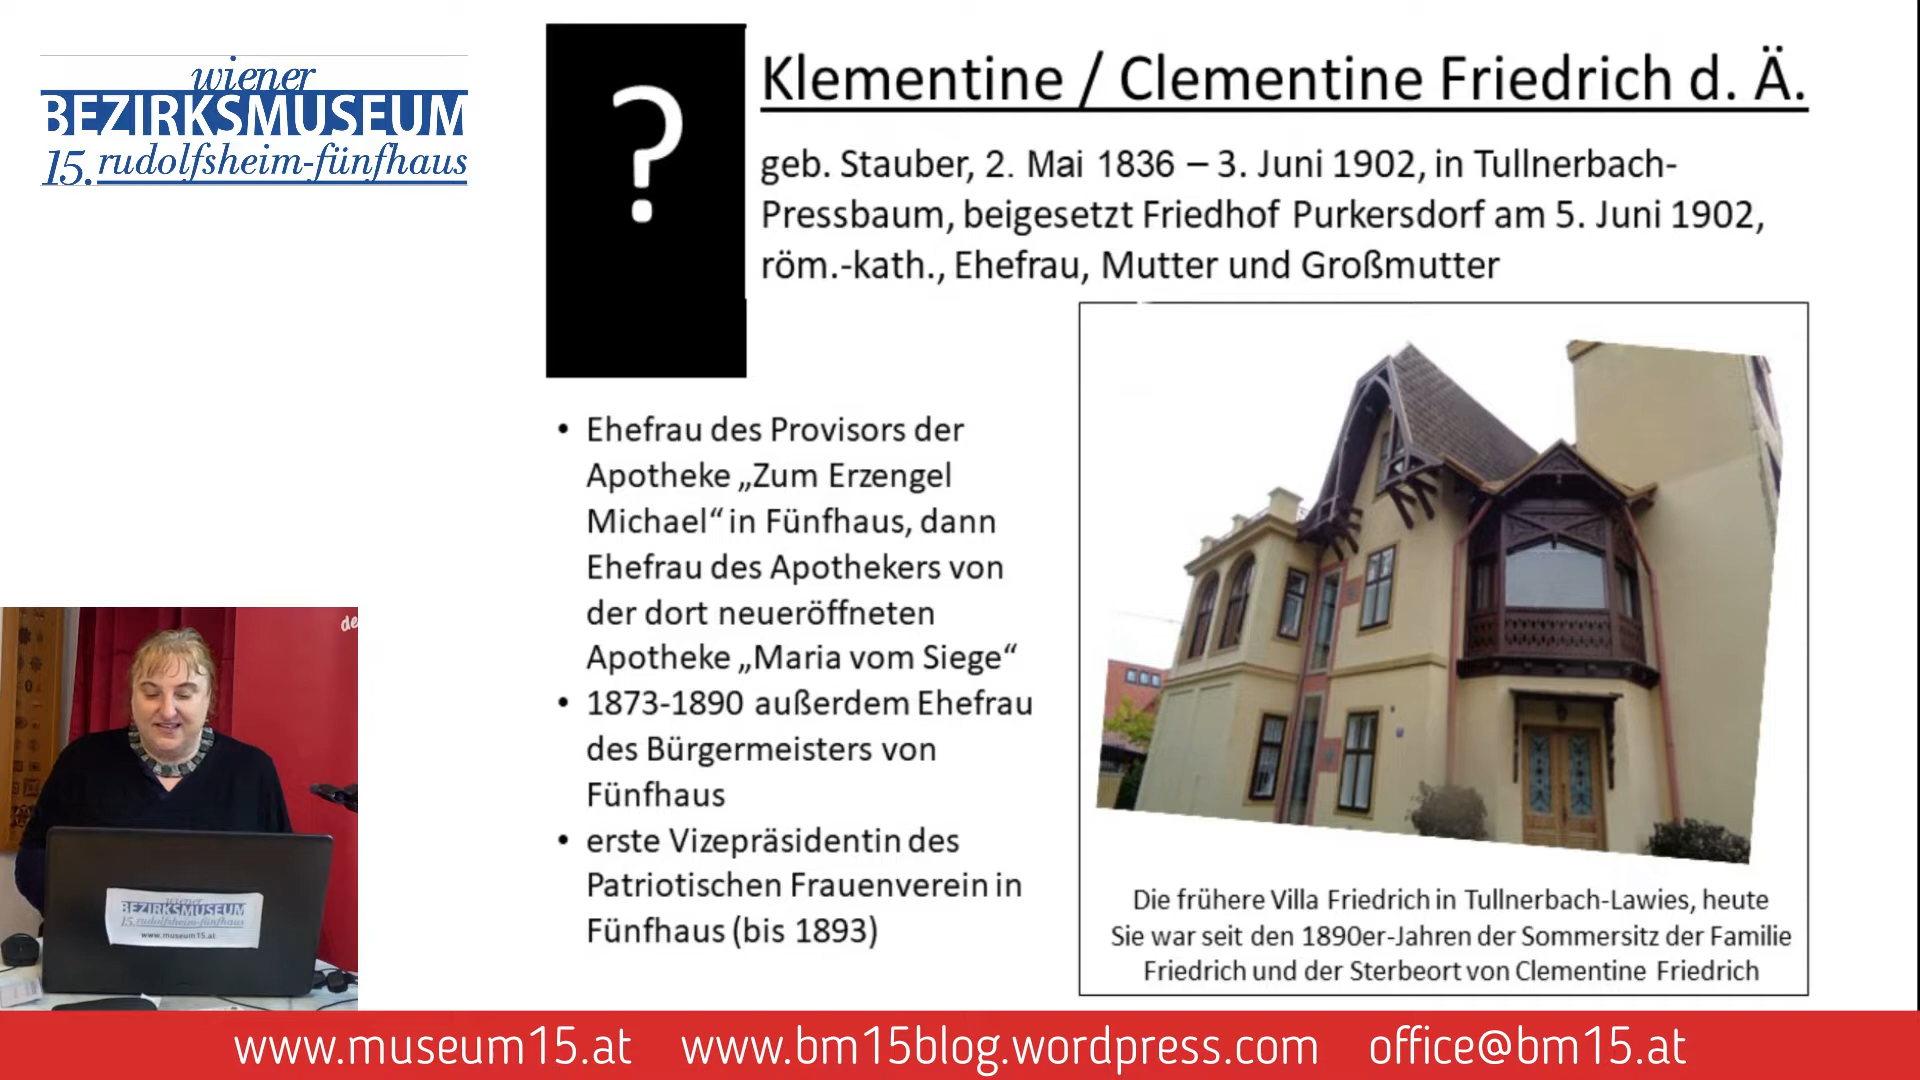 wiener
BEZIRKSMUSEUM
15. rudolfsheim-fünfhaus
?
Klementine / Clementine Friedrich d. Ä.
geb. Stauber, 2. Mai 1836 – 3. Juni 1902, in Tullnerbach-
Pressbaum, beigesetzt Friedhof Purkersdorf am 5. Juni 1902,
röm.-kath., Ehefrau, Mutter und Großmutter
• Ehefrau des Provisors der
Apotheke „Zum Erzengel
Michael“ in Fünfhaus, dann
Ehefrau des Apothekers von
der dort neueröffneten
Apotheke „Maria vom Siege“
• 1873-1890 außerdem Ehefrau
des Bürgermeisters von
Fünfhaus
• erste Vizepräsidentin des
Patriotischen Frauenverein in
Fünfhaus (bis 1893)
Die frühere Villa Friedrich in Tullnerbach-Lawies, heute
Sie war seit den 1890er-Jahren der Sommersitz der Familie
Friedrich und der Sterbeort von Clementine Friedrich
de
wiener
BEZIRKSMUSEUM
15. rudolfsheim-fünfhaus
www.museum15.at
www.museum15.at www.bm15blog.wordpress.com office@bm15.at